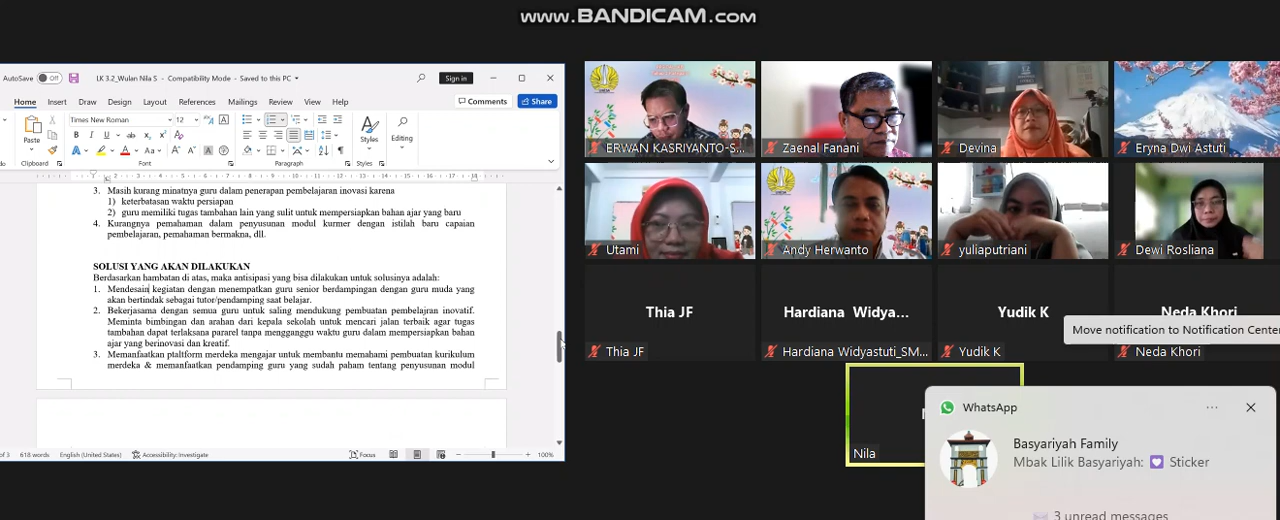 www.BANDICAM.com
AutoSave Off LK 3.2_Wulan Nila S - Compatibility Mode - Saved to this PC Sign in
Home Insert Draw Design Layout References Mailings Review View Help Comments Share
Times New Roman 12
Paste Styles Editing
Clipboard Font Paragraph Styles
3. Masih kurang minatnya guru dalam penerapan pembelajaran inovasi karena
1) keterbatasan waktu persiapan
2) guru memiliki tugas tambahan lain yang sulit untuk mempersiapkan bahan ajar yang baru
4. Kurangnya pemahaman dalam penyusunan modul kurmer dengan istilah baru capaian
pembelajaran, pemahaman bermakna, dll.
SOLUSI YANG AKAN DILAKUKAN
Berdasarkan hambatan di atas, maka antisipasi yang bisa dilakukan untuk solusinya adalah:
1. Mendesain kegiatan dengan menempatkan guru senior berdampingan dengan guru muda yang
akan bertindak sebagai tutor/pendamping saat belajar.
2. Bekerjasama dengan semua guru untuk saling mendukung pembuatan pembelajaran inovatif.
Meminta bimbingan dan arahan dari kepala sekolah untuk mencari jalan terbaik agar tugas
tambahan dapat terlaksana pararel tanpa mengganggu waktu guru dalam mempersiapkan bahan
ajar yang berinovasi dan kreatif.
3. Memanfaatkan ptaltform merdeka mengajar untuk membantu memahami pembuatan kurikulum
merdeka & memanfaatkan pendamping guru yang sudah paham tentang penyusunan modul
of 3 618 words English (United States) Accessibility: Investigate Focus 100%
ERWAN KASRIYANTO-S...
Zaenal Fanani
Devina
Eryna Dwi Astuti
Utami
Andy Herwanto
yuliaputriani
Dewi Rosliana
Thia JF
Thia JF
Hardiana Widya...
Hardiana Widyastuti_SM...
Yudik K
Yudik K
Neda Khori
Neda Khori
Move notification to Notification Center
Nila
WhatsApp
Basyariyah Family
Mbak Lilik Basyariyah: Sticker
3 unread messages